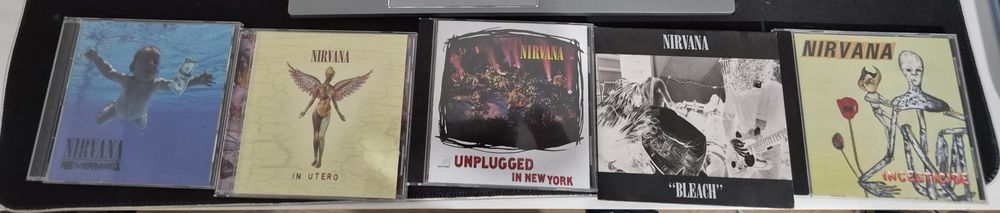 NIRVANA
NEVERMIND
NIRVANA
IN UTERO
NIRVANA
UNPLUGGED
IN NEW YORK
NIRVANA
"BLEACH"
NIRVANA
INCESTICIDE